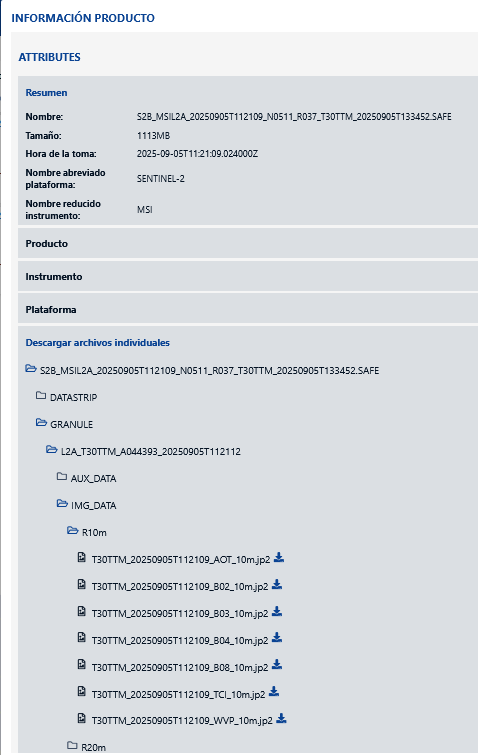 INFORMACIÓN PRODUCTO
ATTRIBUTES
Resumen
Nombre: S2B_MSIL2A_20250905T112109_N0511_R037_T30TTM_20250905T133452.SAFE
Tamaño: 1113MB
Hora de la toma: 2025-09-05T11:21:09.024000Z
Nombre abreviado
plataforma: SENTINEL-2
Nombre reducido
instrumento: MSI
Producto
Instrumento
Plataforma
Descargar archivos individuales
S2B_MSIL2A_20250905T112109_N0511_R037_T30TTM_20250905T133452.SAFE
DATASTRIP
GRANULE
L2A_T30TTM_A044393_20250905T112112
AUX_DATA
IMG_DATA
R10m
T30TTM_20250905T112109_AOT_10m.jp2
T30TTM_20250905T112109_B02_10m.jp2
T30TTM_20250905T112109_B03_10m.jp2
T30TTM_20250905T112109_B04_10m.jp2
T30TTM_20250905T112109_B08_10m.jp2
T30TTM_20250905T112109_TCI_10m.jp2
T30TTM_20250905T112109_WVP_10m.jp2
R20m